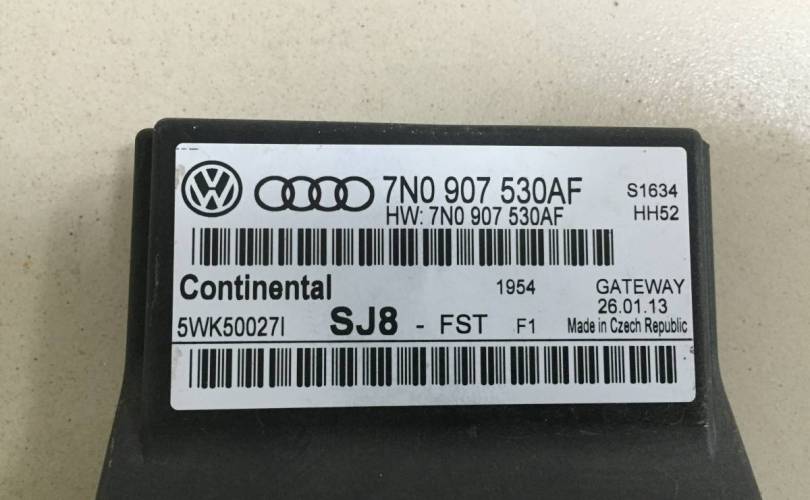 7N0 907 530AF S1634
HW: 7N0 907 530AF HH52
Continental 1954 GATEWAY
26.01.13
5WK50027I SJ8 - FST F1 Made in Czech Republic